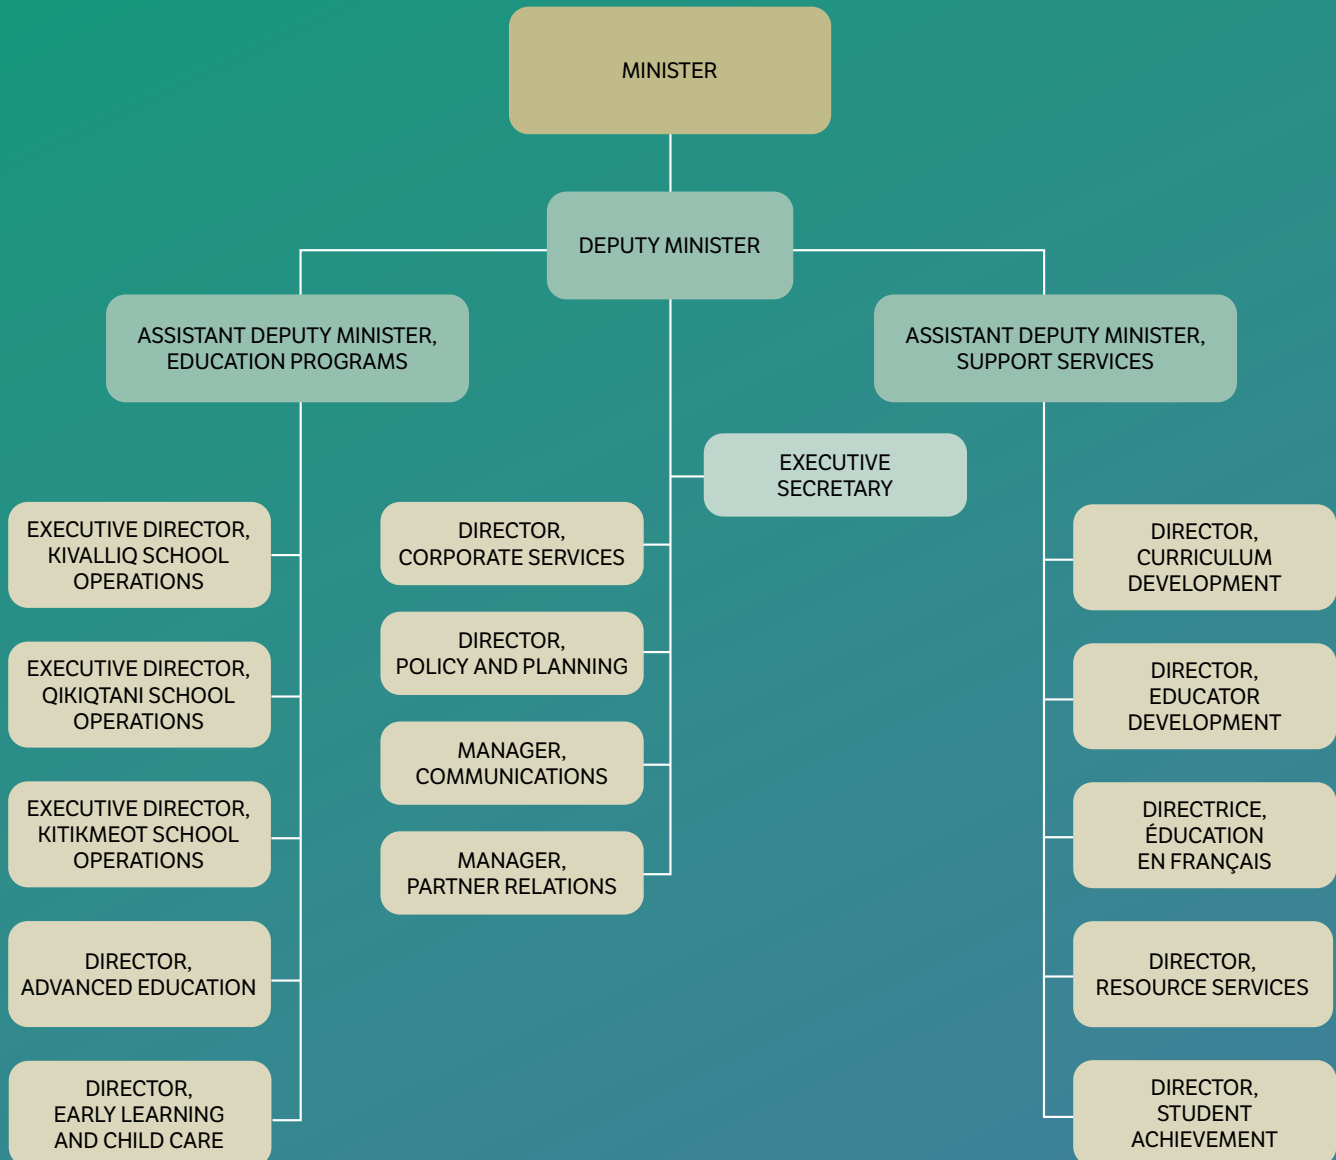 MINISTER
DEPUTY MINISTER
ASSISTANT DEPUTY MINISTER,
EDUCATION PROGRAMS
ASSISTANT DEPUTY MINISTER,
SUPPORT SERVICES
EXECUTIVE
SECRETARY
EXECUTIVE DIRECTOR,
KIVALLIQ SCHOOL
OPERATIONS
EXECUTIVE DIRECTOR,
QIKIQTANI SCHOOL
OPERATIONS
EXECUTIVE DIRECTOR,
KITIKMEOT SCHOOL
OPERATIONS
DIRECTOR,
ADVANCED EDUCATION
DIRECTOR,
EARLY LEARNING
AND CHILD CARE
DIRECTOR,
CORPORATE SERVICES
DIRECTOR,
POLICY AND PLANNING
MANAGER,
COMMUNICATIONS
MANAGER,
PARTNER RELATIONS
DIRECTOR,
CURRICULUM
DEVELOPMENT
DIRECTOR,
EDUCATOR
DEVELOPMENT
DIRECTRICE,
ÉDUCATION
EN FRANÇAIS
DIRECTOR,
RESOURCE SERVICES
DIRECTOR,
STUDENT
ACHIEVEMENT